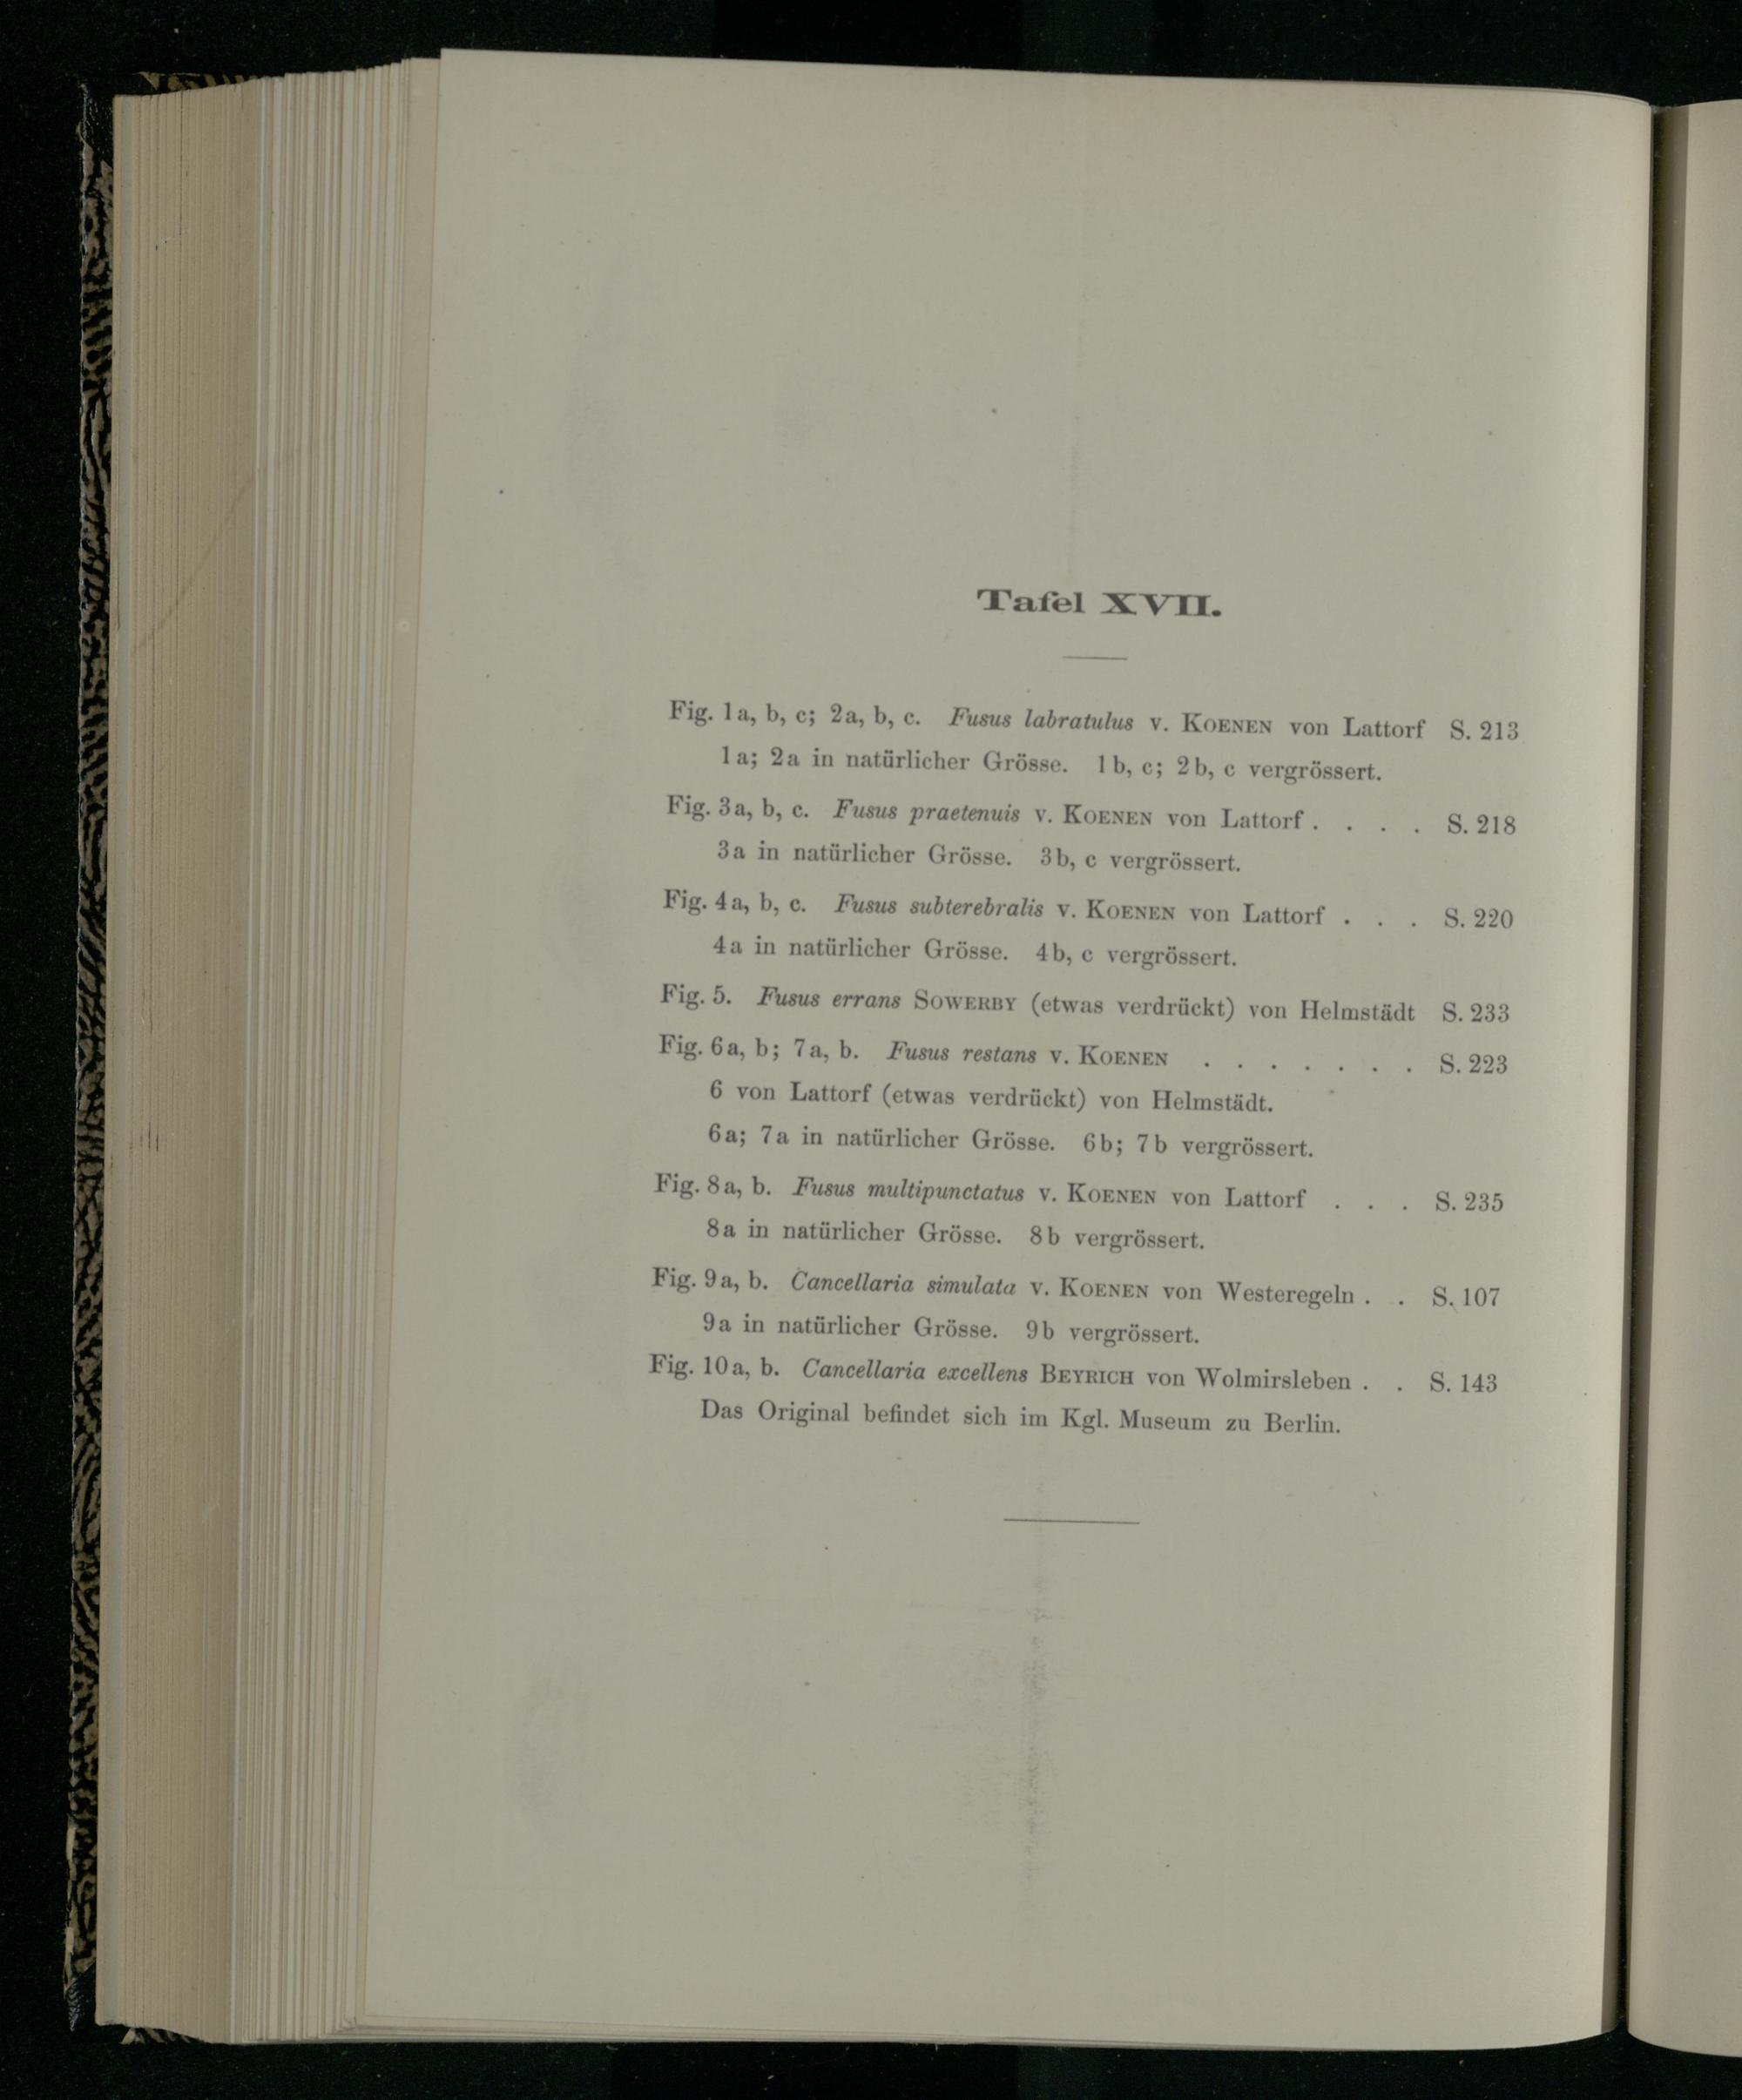 Tafel XVII.
Fig. 1a, b, c; 2a, b, c. Fusus labratulus v. KOENEN von Lattorf S. 213
1a; 2a in natürlicher Grösse. 1b, c; 2b, c vergrössert.
Fig. 3a, b, c. Fusus praetenuis v. KOENEN von Lattorf . . . . S. 218
3a in natürlicher Grösse. 3b, c vergrössert.
Fig. 4a, b, c. Fusus subterebralis v. KOENEN von Lattorf . . . S. 220
4a in natürlicher Grösse. 4b, c vergrössert.
Fig. 5. Fusus errans SOWERBY (etwas verdrückt) von Helmstädt S. 233
Fig. 6a, b; 7a, b. Fusus restans v. KOENEN . . . . . . . S. 223
6 von Lattorf (etwas verdrückt) von Helmstädt.
6a; 7a in natürlicher Grösse. 6b; 7b vergrössert.
Fig. 8a, b. Fusus multipunctatus v. KOENEN von Lattorf . . . S. 235
8a in natürlicher Grösse. 8b vergrössert.
Fig. 9a, b. Cancellaria simulata v. KOENEN von Westeregeln . . S. 107
9a in natürlicher Grösse. 9b vergrössert.
Fig. 10a, b. Cancellaria excellens BEYRICH von Wolmirsleben . . S. 143
Das Original befindet sich im Kgl. Museum zu Berlin.